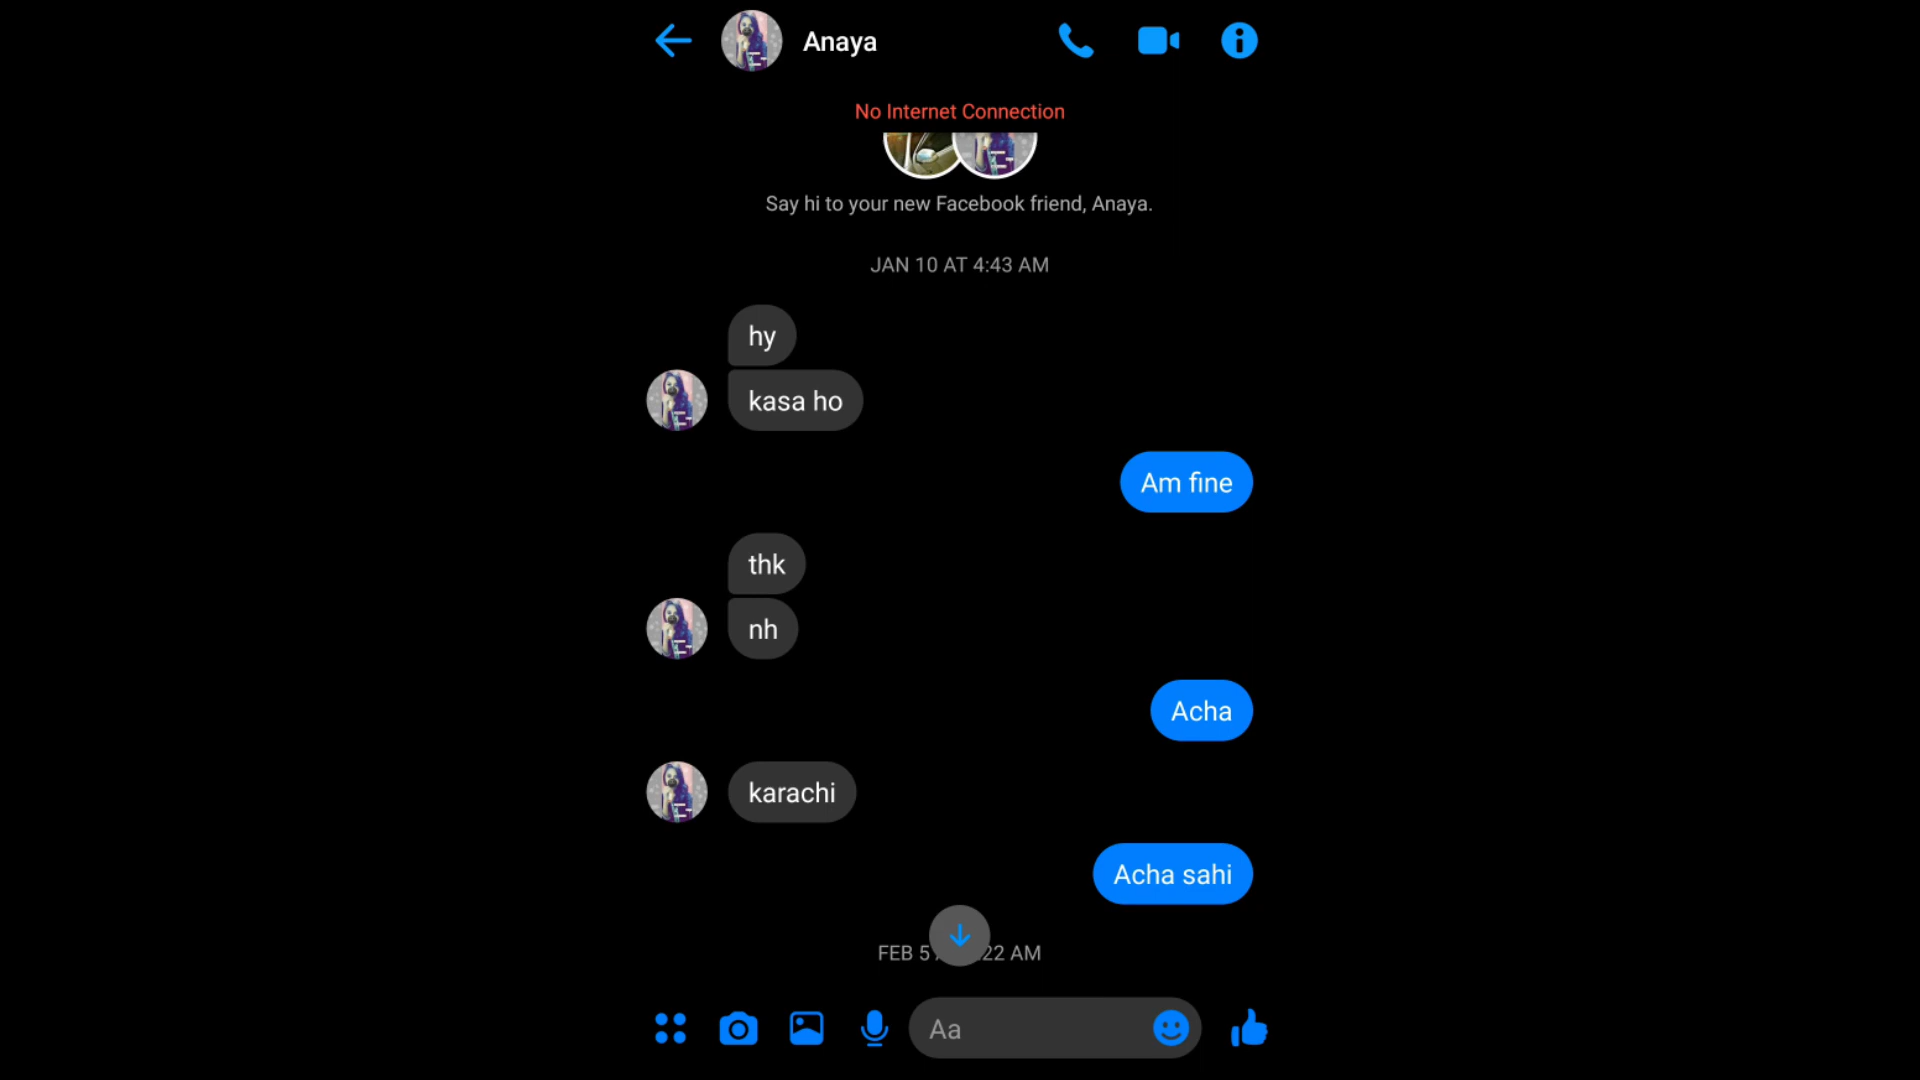 Anaya
No Internet Connection
Say hi to your new Facebook friend, Anaya.
JAN 10 AT 4:43 AM
hy
kasa ho
Am fine
thk
nh
Acha
karachi
Acha sahi
FEB 5 22 AM
Aa